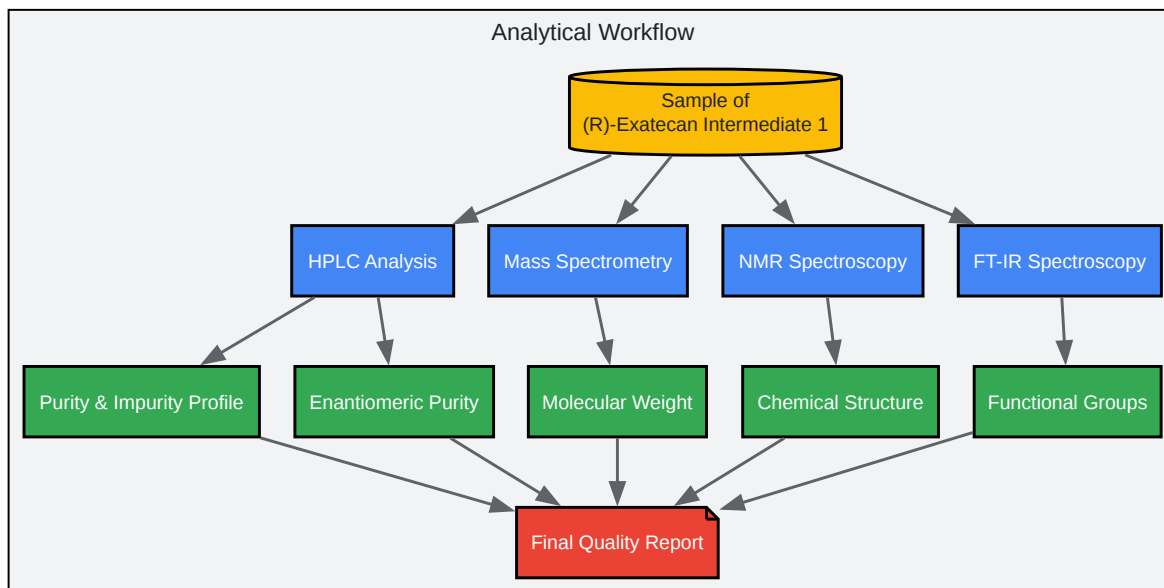 Analytical Workflow
Sample of
(R)-Exatecan Intermediate 1
HPLC Analysis
Mass Spectrometry
NMR Spectroscopy
FT-IR Spectroscopy
Purity & Impurity Profile
Enantiomeric Purity
Molecular Weight
Chemical Structure
Functional Groups
Final Quality Report